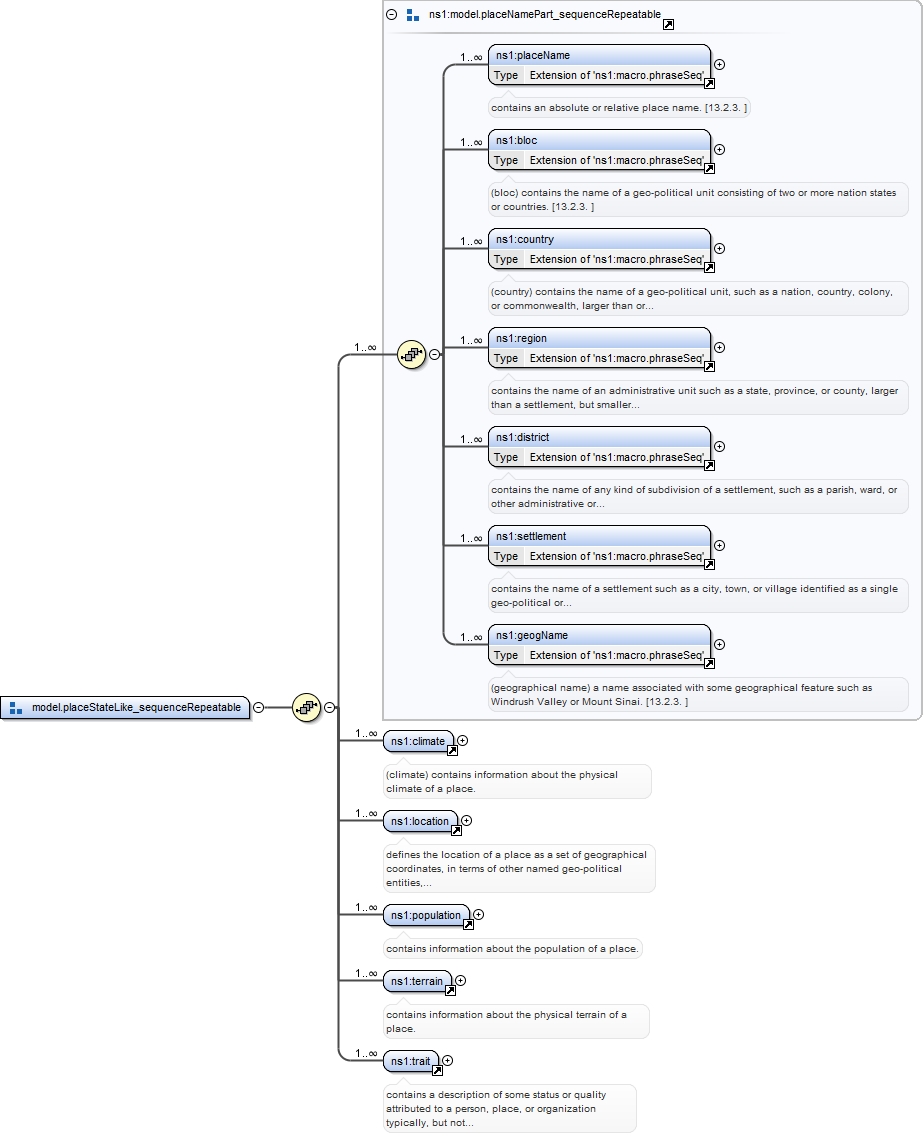 ns1:model.placeNamePart_sequenceRepeatable
1..∞
ns1:placeName
Type Extension of 'ns1:macro.phraseSeq'
contains an absolute or relative place name. [13.2.3. ]
1..∞
ns1:bloc
Type Extension of 'ns1:macro.phraseSeq'
(bloc) contains the name of a geo-political unit consisting of two or more nation states
or countries. [13.2.3. ]
1..∞
ns1:country
Type Extension of 'ns1:macro.phraseSeq'
(country) contains the name of a geo-political unit, such as a nation, country, colony,
or commonwealth, larger than or...
1..∞
ns1:region
Type Extension of 'ns1:macro.phraseSeq'
1..∞
contains the name of an administrative unit such as a state, province, or county, larger
than a settlement, but smaller...
1..∞
ns1:district
Type Extension of 'ns1:macro.phraseSeq'
contains the name of any kind of subdivision of a settlement, such as a parish, ward, or
other administrative or...
1..∞
ns1:settlement
Type Extension of 'ns1:macro.phraseSeq'
contains the name of a settlement such as a city, town, or village identified as a single
geo-political or...
1..∞
ns1:geogName
Type Extension of 'ns1:macro.phraseSeq'
(geographical name) a name associated with some geographical feature such as
Windrush Valley or Mount Sinai. [13.2.3. ]
model.placeStateLike_sequenceRepeatable
1..∞
ns1:climate
(climate) contains information about the physical
climate of a place.
1..∞
ns1:location
defines the location of a place as a set of geographical
coordinates, in terms of other named geo-political
entities,...
1..∞
ns1:population
contains information about the population of a place.
1..∞
ns1:terrain
contains information about the physical terrain of a
place.
1..∞
ns1:trait
contains a description of some status or quality
attributed to a person, place, or organization
typically, but not...